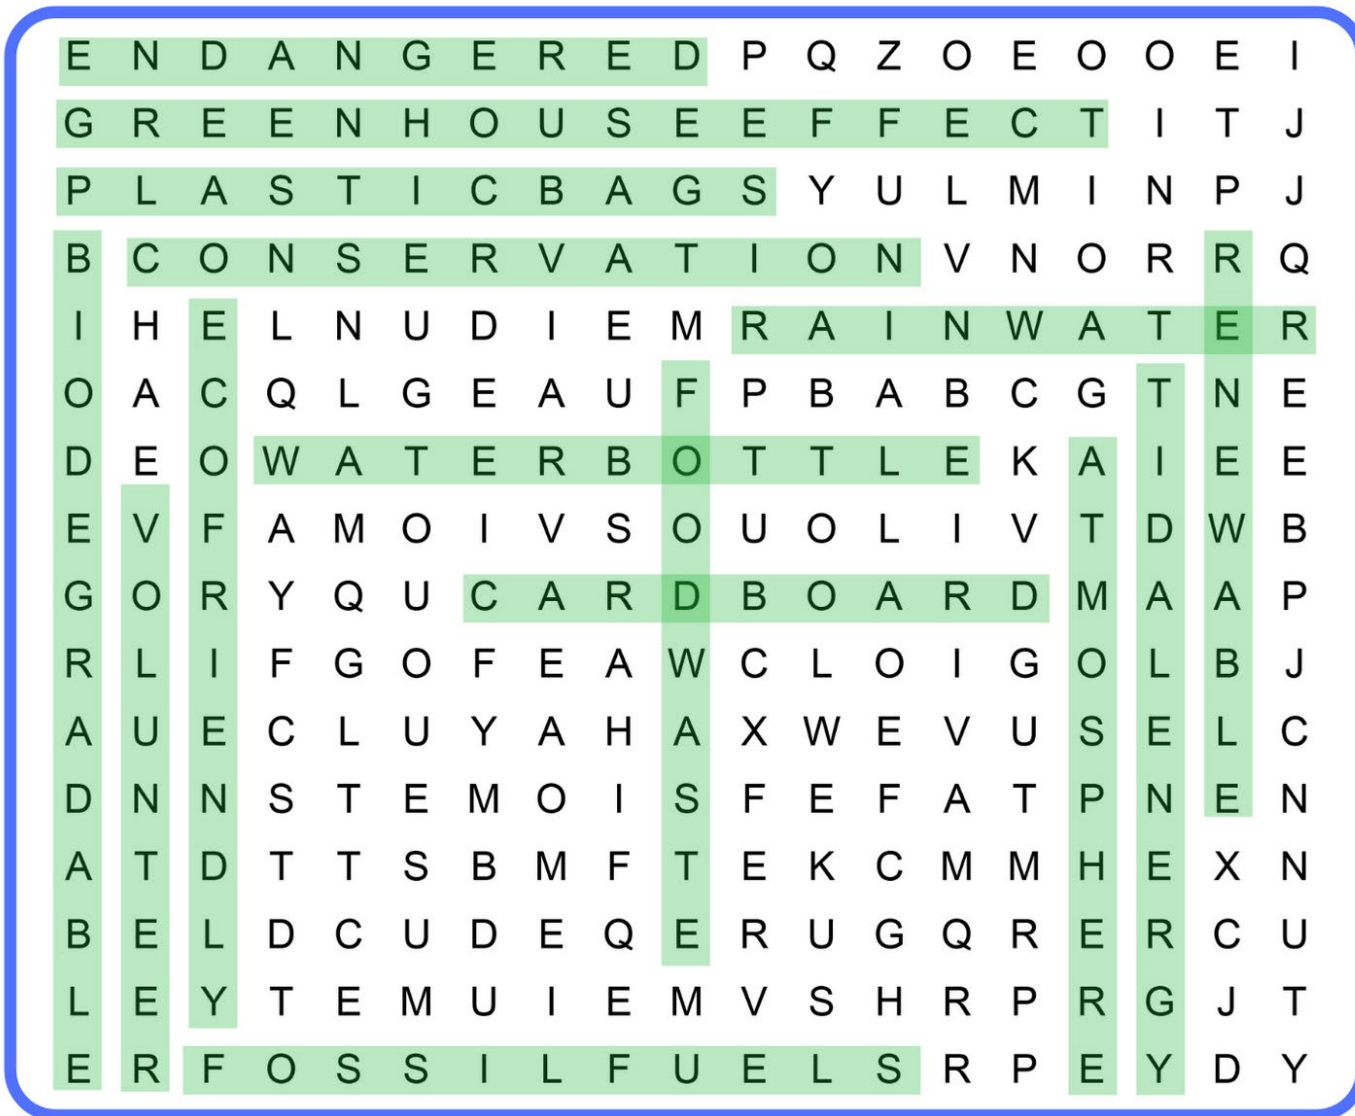 E N D A N G E R E D P Q Z O E O O E I
G R E E N H O U S E E F F E C T I T J
P L A S T I C B A G S Y U L M I N P J
B C O N S E R V A T I O N V N O R R Q
I H E L N U D I E M R A I N W A T E R
O A C Q L G E A U F P B A B C G T N E
D E O W A T E R B O T T L E K A I E E
E V F A M O I V S O U O L I V T D W B
G O R Y Q U C A R D B O A R D M A A P
R L I F G O F E A W C L O I G O L B J
A U E C L U Y A H A X W E V U S E L C
D N N S T E M O I S F E F A T P N E N
A T D T T S B M F T E K C M M H E X N
B E L D C U D E Q E R U G Q R E R C U
L E Y T E M U I E M V S H R P R G J T
E R F O S S I L F U E L S R P E Y D Y